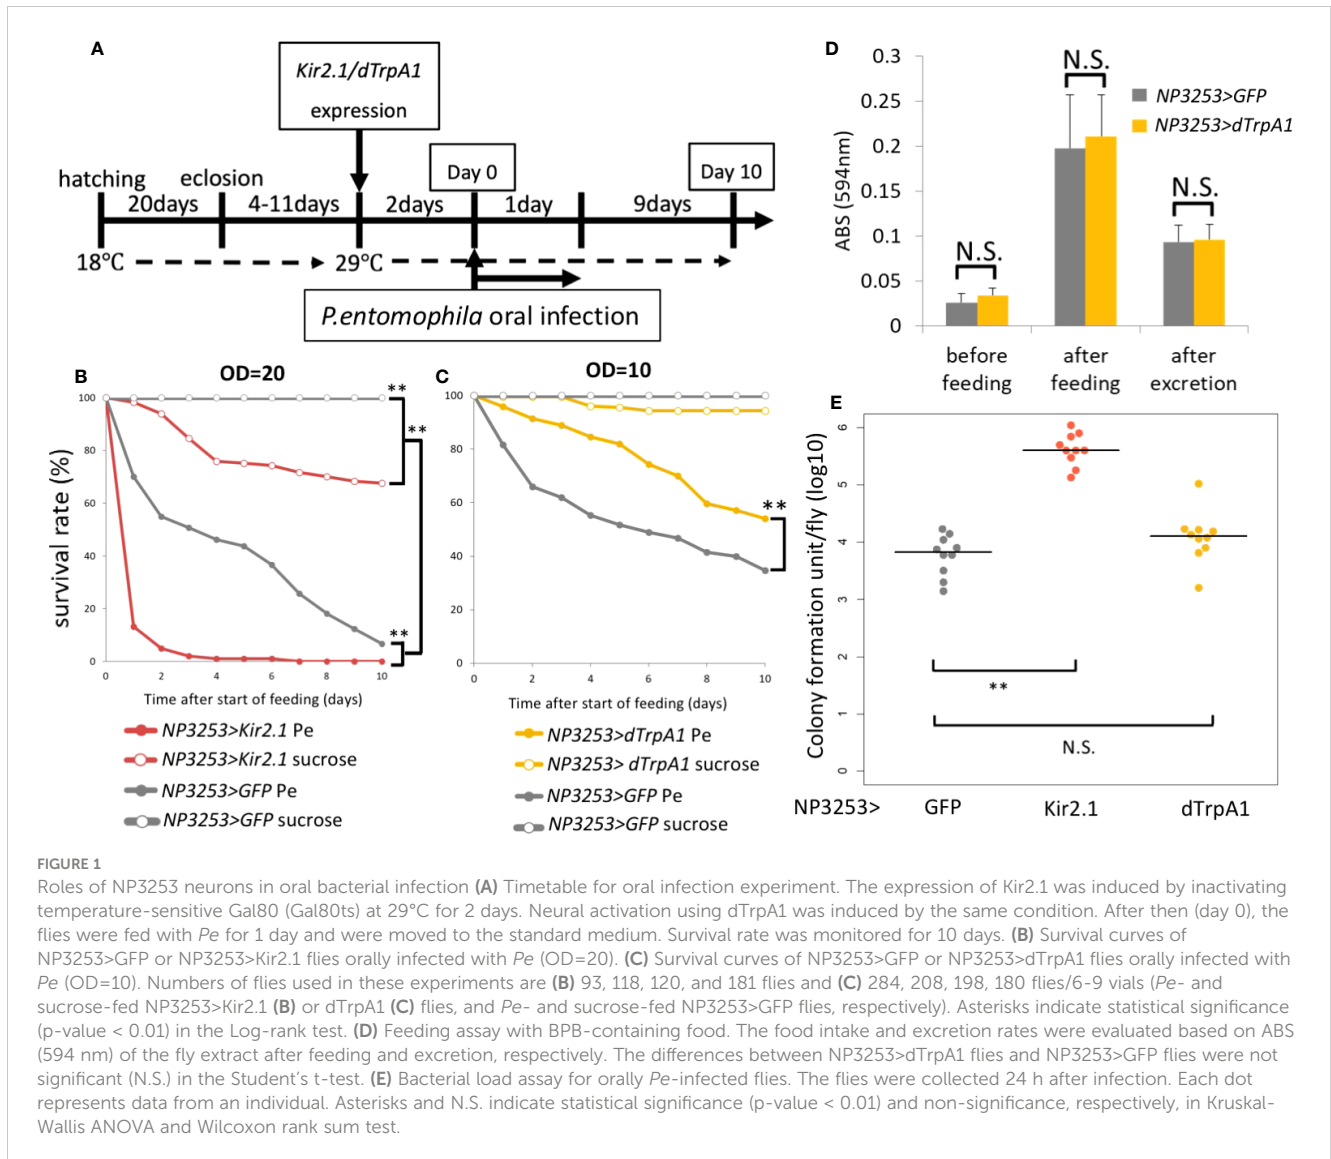 A
Kir2.1/dTrpA1
expression
Day 0
Day 10
hatching
eclosion
20days
4-11days
2days
1day
9days
18℃
29℃
P.entomophila oral infection
D
0.3
0.25
0.2
0.15
0.1
0.05
0
ABS (594nm)
N.S.
N.S.
N.S.
NP3253>GFP
NP3253>dTrpA1
before
feeding
after
feeding
after
excretion
B
OD=20
100
80
60
40
20
0
survival rate (%)
0 2 4 6 8 10
Time after start of feeding (days)
**
**
**
NP3253>Kir2.1 Pe
NP3253>Kir2.1 sucrose
NP3253>GFP Pe
NP3253>GFP sucrose
C
OD=10
100
80
60
40
20
0
0 2 4 6 8 10
Time after start of feeding (days)
**
NP3253>dTrpA1 Pe
NP3253> dTrpA1 sucrose
NP3253>GFP Pe
NP3253>GFP sucrose
E
6
5
4
3
2
1
0
Colony formation unit/fly (log10)
**
N.S.
NP3253> GFP Kir2.1 dTrpA1
FIGURE 1
Roles of NP3253 neurons in oral bacterial infection (A) Timetable for oral infection experiment. The expression of Kir2.1 was induced by inactivating
temperature-sensitive Gal80 (Gal80ts) at 29°C for 2 days. Neural activation using dTrpA1 was induced by the same condition. After then (day 0), the
flies were fed with Pe for 1 day and were moved to the standard medium. Survival rate was monitored for 10 days. (B) Survival curves of
NP3253>GFP or NP3253>Kir2.1 flies orally infected with Pe (OD=20). (C) Survival curves of NP3253>GFP or NP3253>dTrpA1 flies orally infected with
Pe (OD=10). Numbers of flies used in these experiments are (B) 93, 118, 120, and 181 flies and (C) 284, 208, 198, 180 flies/6-9 vials (Pe- and
sucrose-fed NP3253>Kir2.1 (B) or dTrpA1 (C) flies, and Pe- and sucrose-fed NP3253>GFP flies, respectively). Asterisks indicate statistical significance
(p-value < 0.01) in the Log-rank test. (D) Feeding assay with BPB-containing food. The food intake and excretion rates were evaluated based on ABS
(594 nm) of the fly extract after feeding and excretion, respectively. The differences between NP3253>dTrpA1 flies and NP3253>GFP flies were not
significant (N.S.) in the Student's t-test. (E) Bacterial load assay for orally Pe-infected flies. The flies were collected 24 h after infection. Each dot
represents data from an individual. Asterisks and N.S. indicate statistical significance (p-value < 0.01) and non-significance, respectively, in Kruskal-
Wallis ANOVA and Wilcoxon rank sum test.